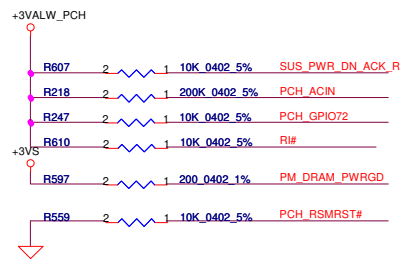 +3VALW_PCH
R607 2 1 10K_0402_5% SUS_PWR_DN_ACK_R
R218 2 1 200K_0402_5% PCH_ACIN
R247 2 1 10K_0402_5% PCH_GPIO72
R610 2 1 10K_0402_5% RI#
+3VS
R597 2 1 200_0402_1% PM_DRAM_PWRGD
R559 2 1 10K_0402_5% PCH_RSMRST#